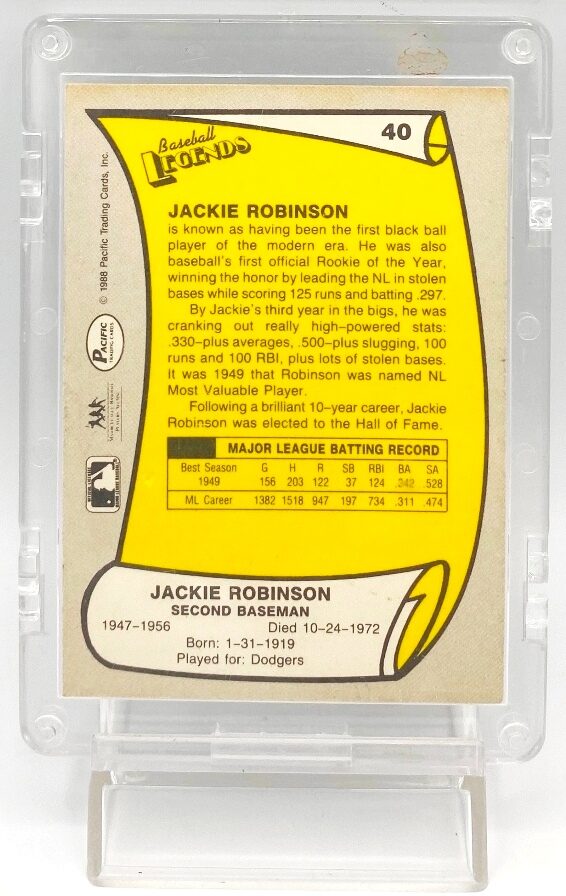 40
Baseball
LEGENDS
JACKIE ROBINSON
is known as having been the first black ball
player of the modern era. He was also
baseball's first official Rookie of the Year,
winning the honor by leading the NL in stolen
bases while scoring 125 runs and batting .297.
By Jackie's third year in the bigs, he was
cranking out really high-powered stats:
.330-plus averages, .500-plus slugging, 100
runs and 100 RBI, plus lots of stolen bases.
It was 1949 that Robinson was named NL
Most Valuable Player.
Following a brilliant 10-year career, Jackie
Robinson was elected to the Hall of Fame.
MAJOR LEAGUE BATTING RECORD
Best Season G H R SB RBI BA SA
1949 156 203 122 37 124 .342 .528
ML Career 1382 1518 947 197 734 .311 .474
JACKIE ROBINSON
SECOND BASEMAN
1947-1956 Died 10-24-1972
Born: 1-31-1919
Played for: Dodgers
© 1988 Pacific Trading Cards, Inc.
PACIFIC
TRADING CARDS